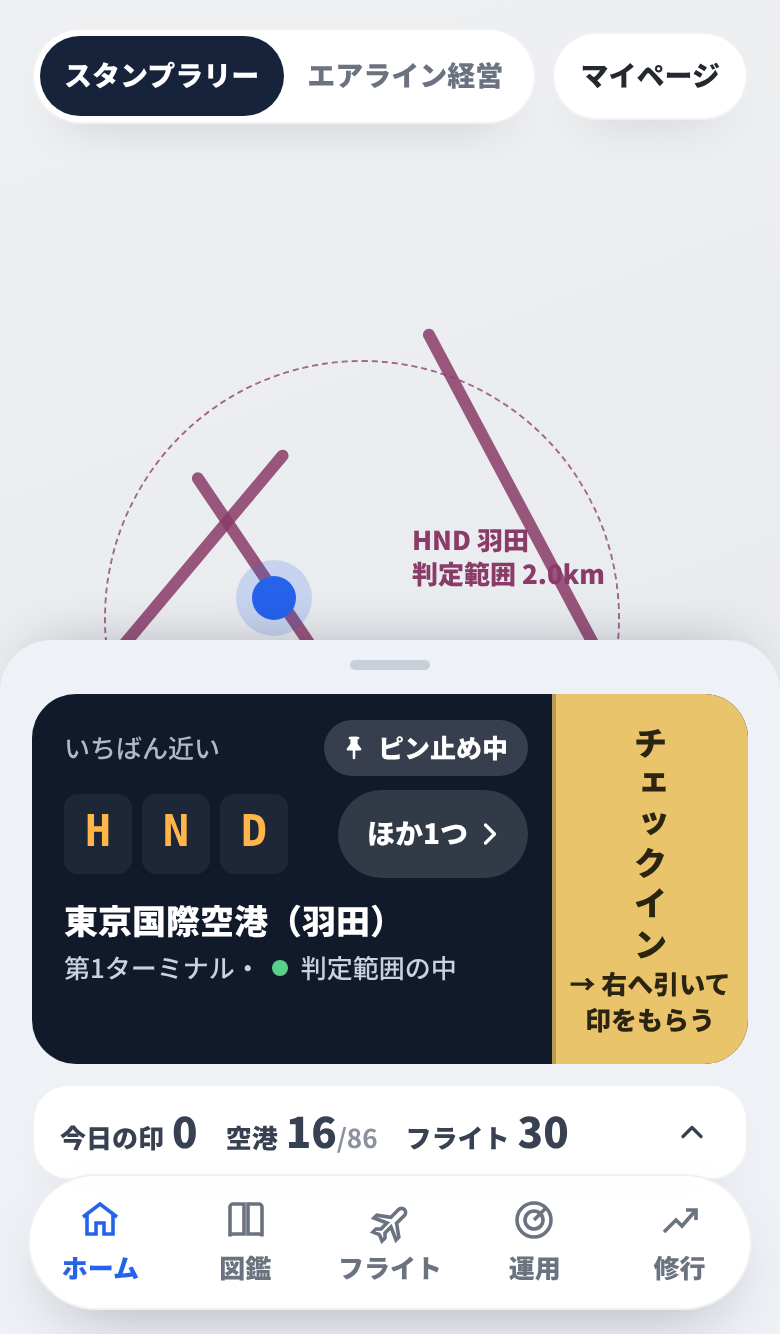 スタンプラリー エアライン経営 マイページ
HND 羽田
判定範囲 2.0km
いちばん近い ピン止め中
HND ほか1つ
東京国際空港（羽田）
第1ターミナル・ 判定範囲の中
チェックイン
→ 右へ引いて
印をもらう
今日の印 0 空港 16/86 フライト 30
ホーム 図鑑 フライト 運用 修行